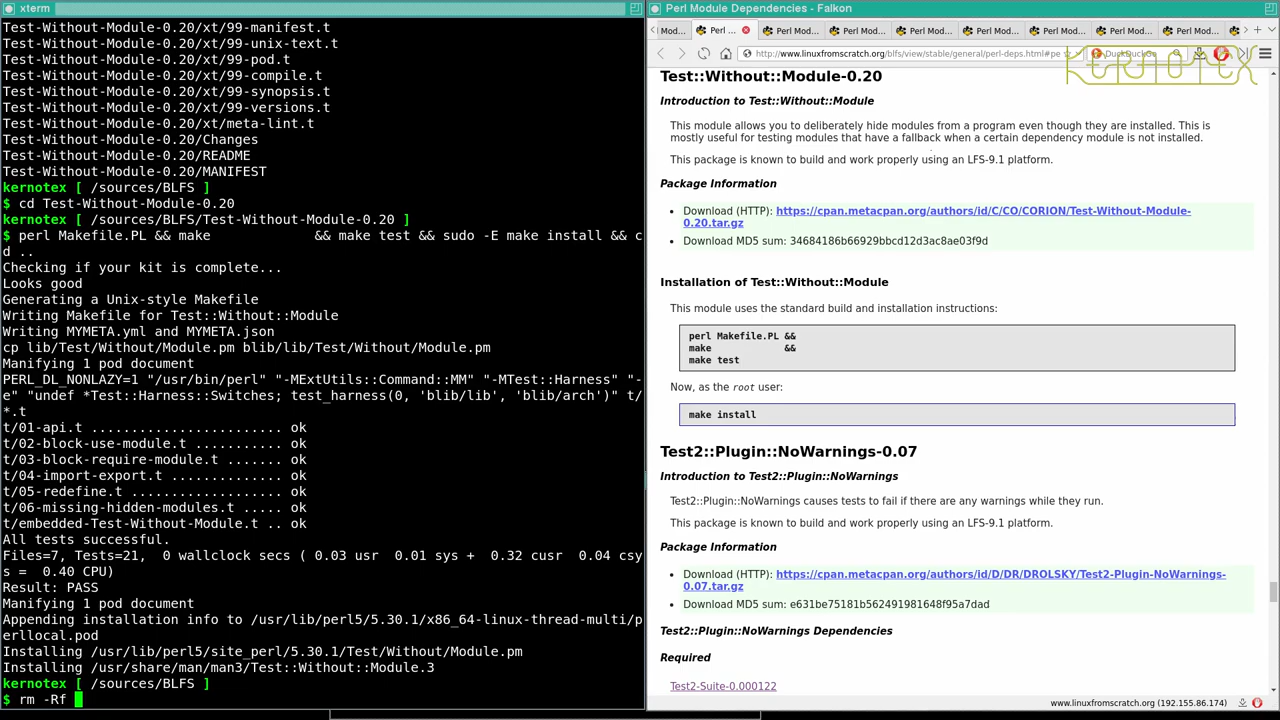 xterm
Test-Without-Module-0.20/xt/99-manifest.t
Test-Without-Module-0.20/xt/99-unix-text.t
Test-Without-Module-0.20/xt/99-pod.t
Test-Without-Module-0.20/xt/99-compile.t
Test-Without-Module-0.20/xt/99-synopsis.t
Test-Without-Module-0.20/xt/99-versions.t
Test-Without-Module-0.20/xt/meta-lint.t
Test-Without-Module-0.20/Changes
Test-Without-Module-0.20/README
Test-Without-Module-0.20/MANIFEST
kernotex [ /sources/BLFS ]
$ cd Test-Without-Module-0.20
kernotex [ /sources/BLFS/Test-Without-Module-0.20 ]
$ perl Makefile.PL && make             && make test && sudo -E make install && c
d ..
Checking if your kit is complete...
Looks good
Generating a Unix-style Makefile
Writing Makefile for Test::Without::Module
Writing MYMETA.yml and MYMETA.json
cp lib/Test/Without/Module.pm blib/lib/Test/Without/Module.pm
Manifying 1 pod document
PERL_DL_NONLAZY=1 "/usr/bin/perl" "-MExtUtils::Command::MM" "-MTest::Harness" "-
e" "undef *Test::Harness::Switches; test_harness(0, 'blib/lib', 'blib/arch')" t/
*.t
t/01-api.t ....................... ok
t/02-block-use-module.t .......... ok
t/03-block-require-module.t ...... ok
t/04-import-export.t ............. ok
t/05-redefine.t .................. ok
t/06-missing-hidden-modules.t .... ok
t/embedded-Test-Without-Module.t .. ok
All tests successful.
Files=7, Tests=21,  0 wallclock secs ( 0.03 usr  0.01 sys +  0.32 cusr  0.04 csy
s =  0.40 CPU)
Result: PASS
Manifying 1 pod document
Appending installation info to /usr/lib/perl5/5.30.1/x86_64-linux-thread-multi/p
erllocal.pod
Installing /usr/lib/perl5/site_perl/5.30.1/Test/Without/Module.pm
Installing /usr/share/man/man3/Test::Without::Module.3
kernotex [ /sources/BLFS ]
$ rm -Rf
Perl Module Dependencies - Falkon
Mod... Perl ... Perl Mod... Perl Mod... Perl Mod... Perl Mod... Perl Mod... Perl Mod... Perl Mod...
http://www.linuxfromscratch.org/blfs/view/stable/general/perl-deps.html#pe DuckDuckGo
KERNOTEX
Test::Without::Module-0.20
Introduction to Test::Without::Module
This module allows you to deliberately hide modules from a program even though they are installed. This is
mostly useful for testing modules that have a fallback when a certain dependency module is not installed.
This package is known to build and work properly using an LFS-9.1 platform.
Package Information
• Download (HTTP): https://cpan.metacpan.org/authors/id/C/CO/CORION/Test-Without-Module-
0.20.tar.gz
• Download MD5 sum: 34684186b66929bbcd12d3ac8ae03f9d
Installation of Test::Without::Module
This module uses the standard build and installation instructions:
perl Makefile.PL &&
make             &&
make test
Now, as the root user:
make install
Test2::Plugin::NoWarnings-0.07
Introduction to Test2::Plugin::NoWarnings
Test2::Plugin::NoWarnings causes tests to fail if there are any warnings while they run.
This package is known to build and work properly using an LFS-9.1 platform.
Package Information
• Download (HTTP): https://cpan.metacpan.org/authors/id/D/DR/DROLSKY/Test2-Plugin-NoWarnings-
0.07.tar.gz
• Download MD5 sum: e631be75181b562491981648f95a7dad
Test2::Plugin::NoWarnings Dependencies
Required
Test2-Suite-0.000122
www.linuxfromscratch.org (192.155.86.174)